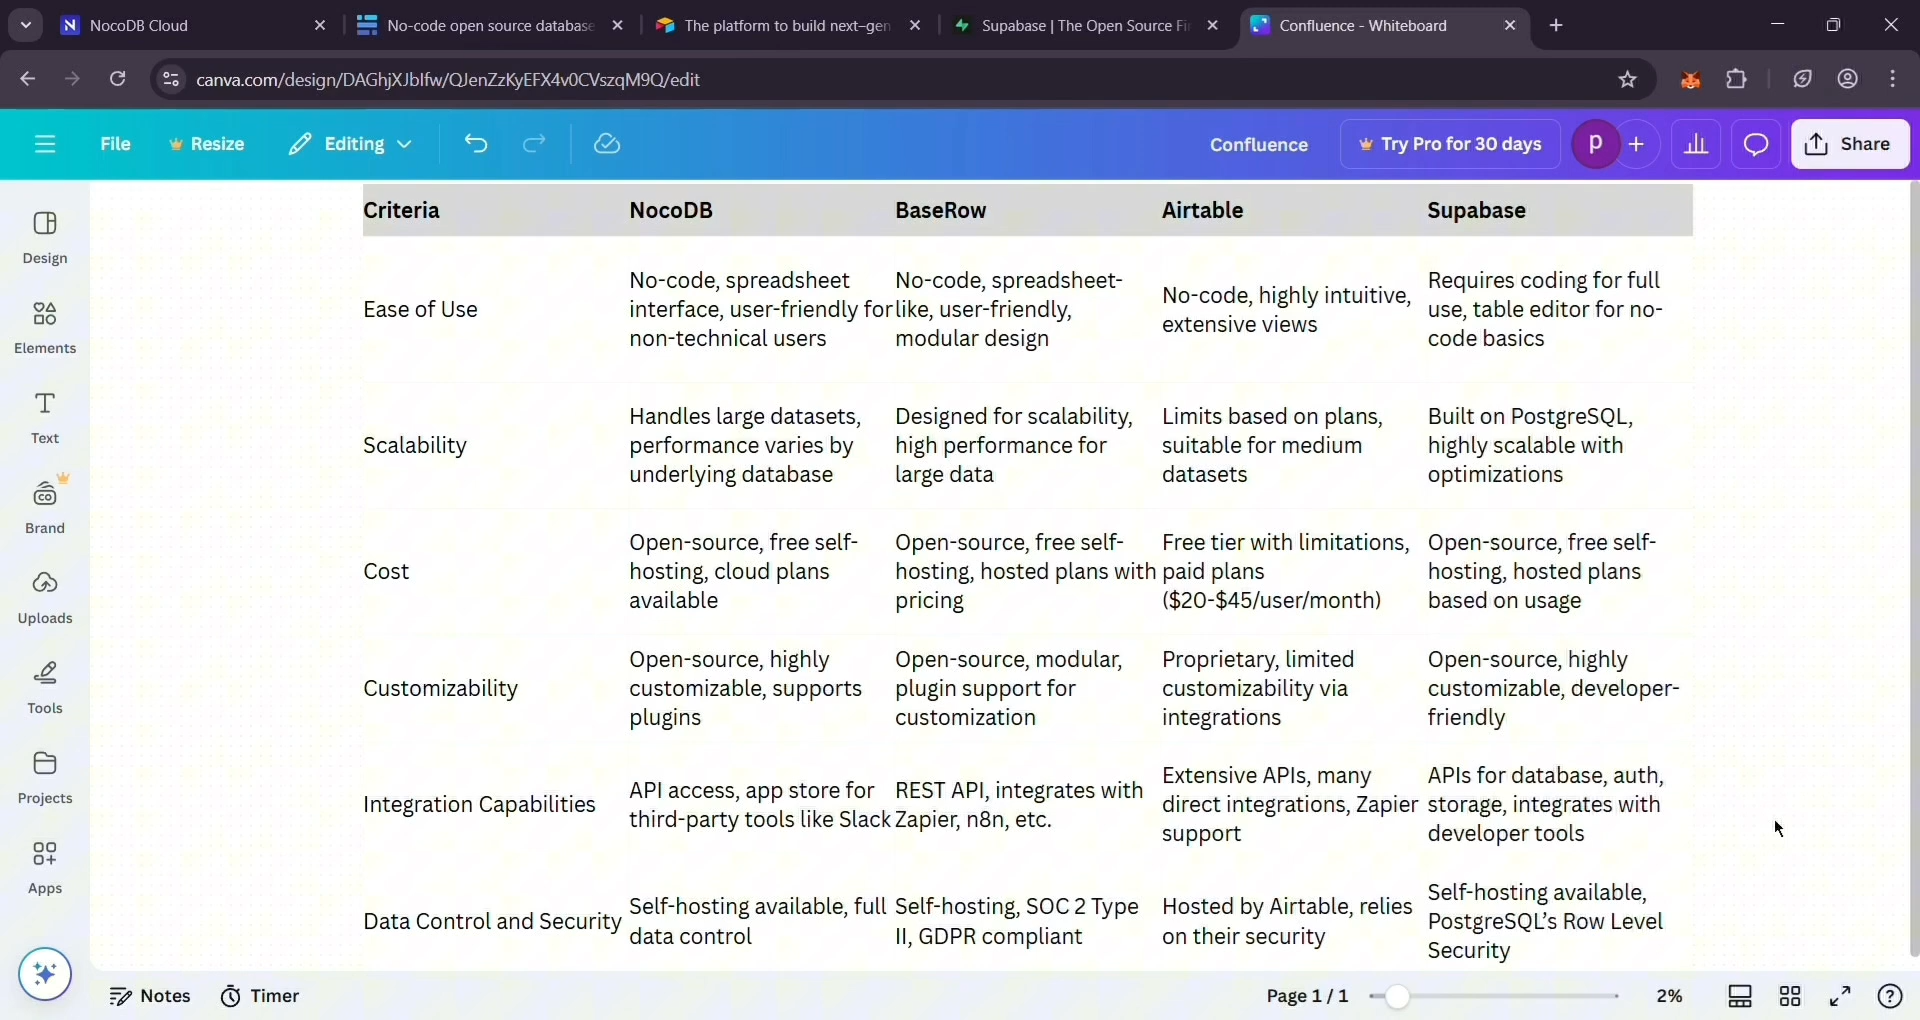 NocoDB Cloud
No-code open source database
The platform to build next-gen
Supabase | The Open Source Fi
Confluence - Whiteboard
canva.com/design/DAGhjXJblfw/QJenZzKyEFX4v0CVszqM9Q/edit
File
Resize
Editing
Confluence
Try Pro for 30 days
P
Share
Design
Elements
Text
Brand
Uploads
Tools
Projects
Apps
Criteria NocoDB BaseRow Airtable Supabase
Ease of Use
No-code, spreadsheet
interface, user-friendly for
non-technical users
No-code, spreadsheet-
like, user-friendly,
modular design
No-code, highly intuitive,
extensive views
Requires coding for full
use, table editor for no-
code basics
Scalability
Handles large datasets,
performance varies by
underlying database
Designed for scalability,
high performance for
large data
Limits based on plans,
suitable for medium
datasets
Built on PostgreSQL,
highly scalable with
optimizations
Cost
Open-source, free self-
hosting, cloud plans
available
Open-source, free self-
hosting, hosted plans with
pricing
Free tier with limitations,
paid plans
($20-$45/user/month)
Open-source, free self-
hosting, hosted plans
based on usage
Customizability
Open-source, highly
customizable, supports
plugins
Open-source, modular,
plugin support for
customization
Proprietary, limited
customizability via
integrations
Open-source, highly
customizable, developer-
friendly
Integration Capabilities
API access, app store for
third-party tools like Slack
REST API, integrates with
Zapier, n8n, etc.
Extensive APIs, many
direct integrations, Zapier
support
APIs for database, auth,
storage, integrates with
developer tools
Data Control and Security
Self-hosting available, full
data control
Self-hosting, SOC 2 Type
II, GDPR compliant
Hosted by Airtable, relies
on their security
Self-hosting available,
PostgreSQL’s Row Level
Security
Notes
Timer
Page 1 / 1
2%